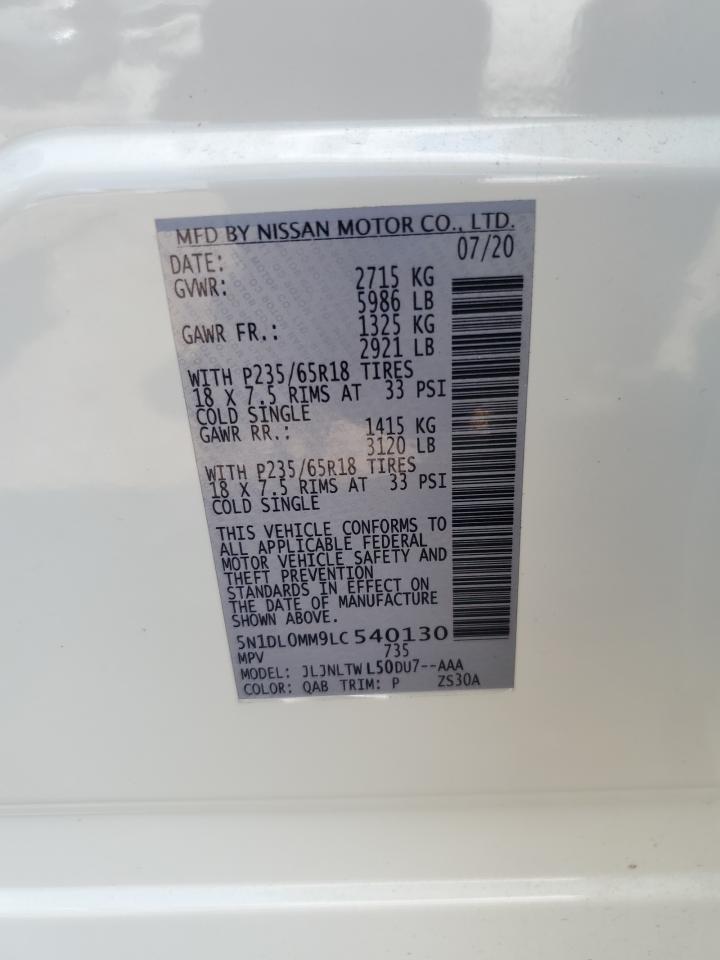 MFD BY NISSAN MOTOR CO., LTD.
DATE: 07/20
GVWR: 2715 KG
5986 LB
GAWR FR.: 1325 KG
2921 LB
WITH P235/65R18 TIRES
18 X 7.5 RIMS AT 33 PSI
COLD SINGLE
GAWR RR.: 1415 KG
3120 LB
WITH P235/65R18 TIRES
18 X 7.5 RIMS AT 33 PSI
COLD SINGLE
THIS VEHICLE CONFORMS TO
ALL APPLICABLE FEDERAL
MOTOR VEHICLE SAFETY AND
THEFT PREVENTION
STANDARDS IN EFFECT ON
THE DATE OF MANUFACTURE
SHOWN ABOVE.
5N1DL0MM9LC 540130
MPV 735
MODEL: JLJNLTW L50DU7--AAA
COLOR: QAB TRIM: P ZS30A